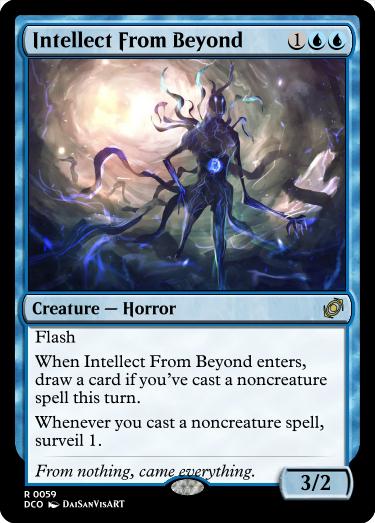 Intellect From Beyond 1
Creature — Horror
Flash
When Intellect From Beyond enters,
draw a card if you've cast a noncreature
spell this turn.
Whenever you cast a noncreature spell,
surveil 1.
From nothing, came everything.
3/2
R 0059
DCO DaiSanVisART